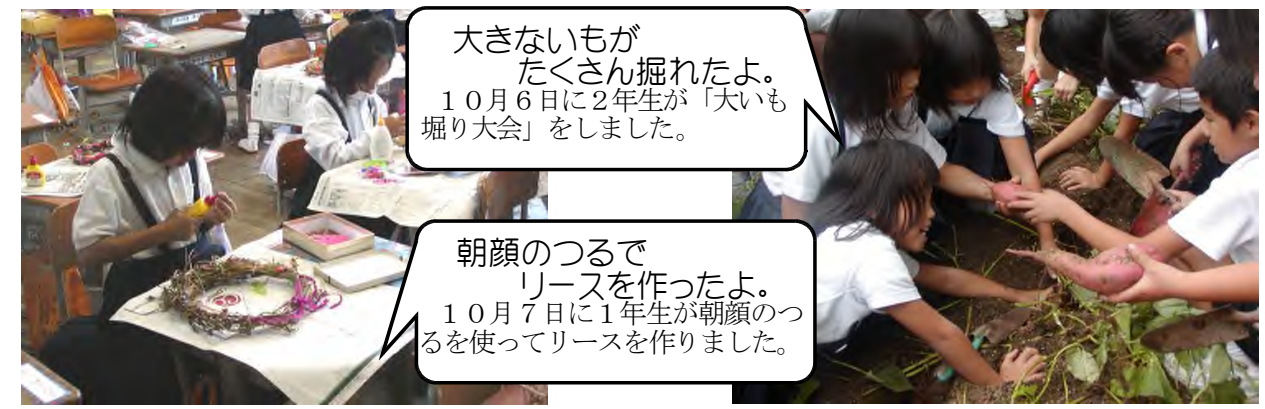 大きないもが
たくさん掘れたよ。
１０月６日に２年生が「大いも
堀り大会」をしました。
朝顔のつるで
リースを作ったよ。
１０月７日に１年生が朝顔のつ
るを使ってリースを作りました。